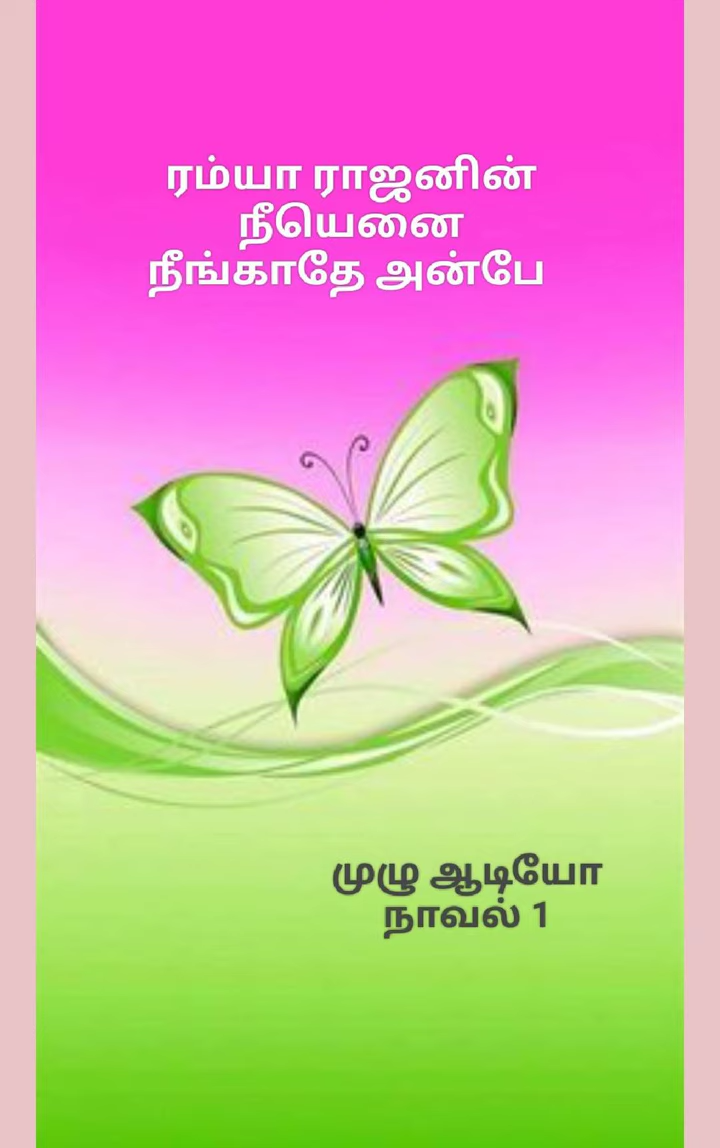 ரம்யா ராஜனின்
நீயெனை
நீங்காதே அன்பே
முழு ஆடியோ
நாவல் 1